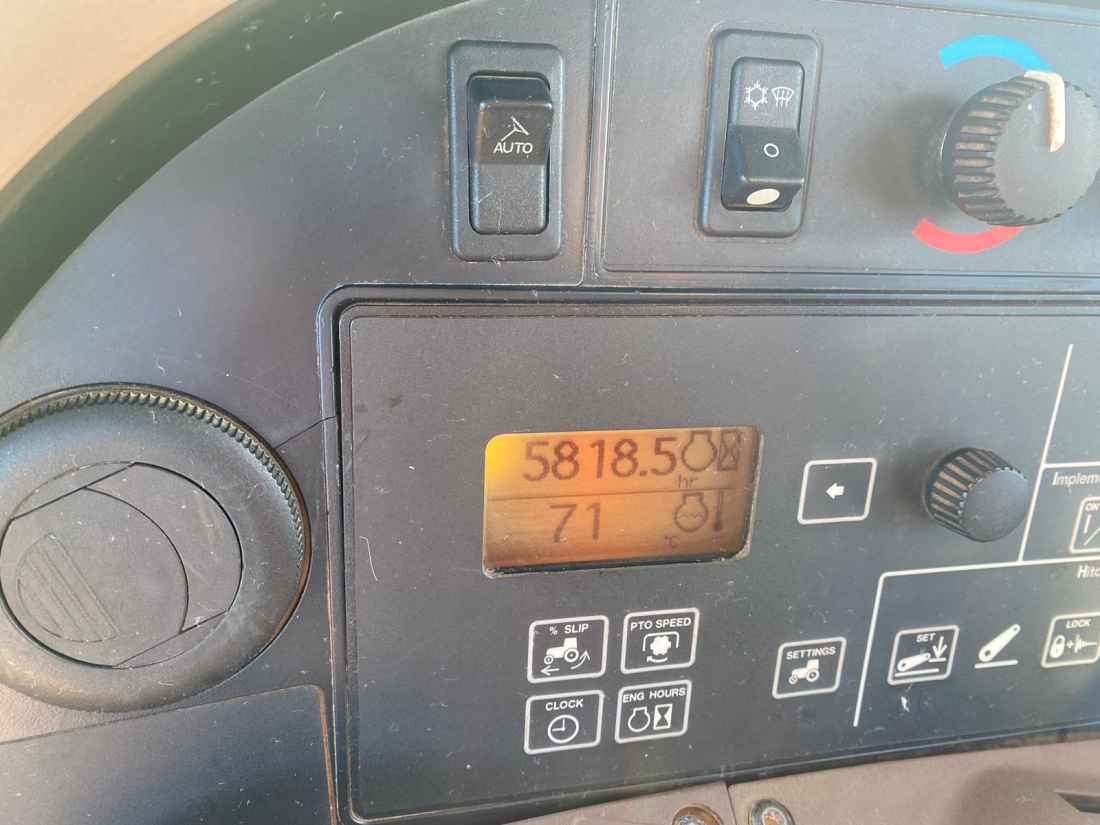 AUTO
5818.5
hr
71
°C
% SLIP
PTO SPEED
CLOCK
ENG HOURS
SETTINGS
Impleme
ON
Hitc
SET
LOCK